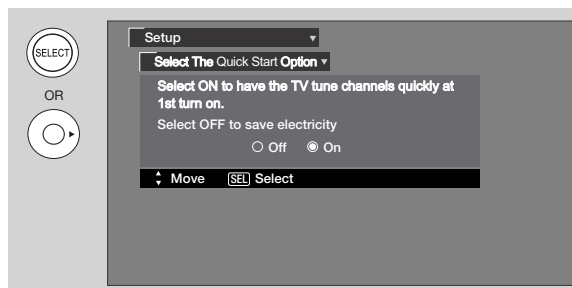 SELECT
OR
Setup
Select The Quick Start Option
Select ON to have the TV tune channels quickly at
1st turn on.
Select OFF to save electricity
Off On
Move SEL Select